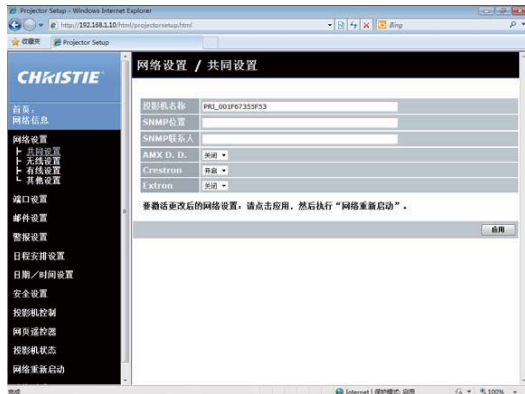 Projector Setup - Windows Internet Explorer
http://192.168.1.10/html/projectorsetup.html
Bing
收藏夹
Projector Setup
CHRISTIE
网络设置 / 共同设置
首页:
网络信息
网络设置
共同设置
无线设置
有线设置
其他设置
端口设置
邮件设置
警报设置
日程安排设置
日期/时间设置
安全设置
投影机控制
网页遥控器
投影机状态
网络重新启动
投影机名称 PRJ_001F67355F53
SNMP位置
SNMP联系人
AMX D. D. 关闭
Crestron 开启
Extron 关闭
要激活更改后的网络设置,请点击应用,然后执行“网络重新启动”。
应用
完成
Internet | 保护模式: 启用
100%